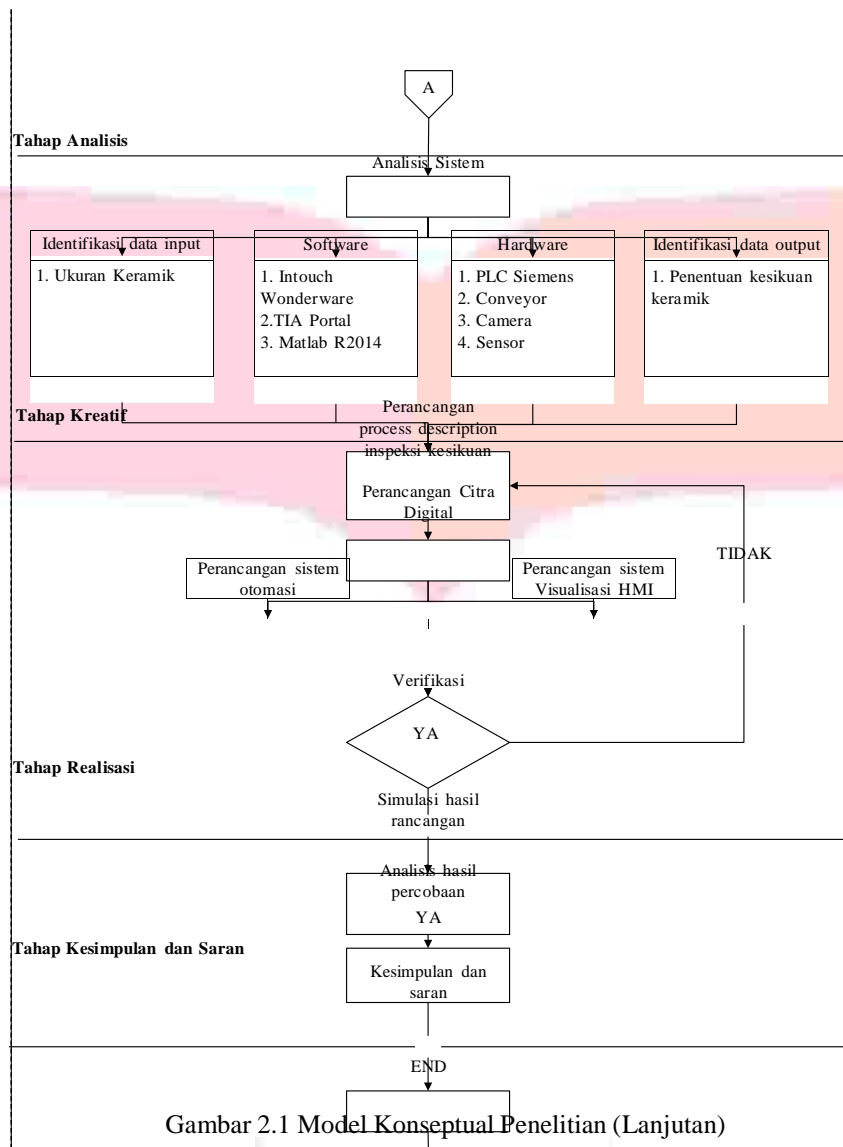 A
Tahap Analisis
Analisis Sistem
Identifikasi data input
1. Ukuran Keramik
Software
1. Intouch
Wonderware
2.TIA Portal
3. Matlab R2014
Hardware
1. PLC Siemens
2. Conveyor
3. Camera
4. Sensor
Identifikasi data output
1. Penentuan kesikuan
keramik
Tahap Kreatif
Perancangan
process description
inspeksi kesikuan
Perancangan Citra
Digital
TIDAK
Perancangan sistem
otomasi
Perancangan sistem
Visualisasi HMI
Verifikasi
YA
Tahap Realisasi
Simulasi hasil
rancangan
Analisis hasil
percobaan
YA
Tahap Kesimpulan dan Saran
Kesimpulan dan
saran
END
Gambar 2.1 Model Konseptual Penelitian (Lanjutan)